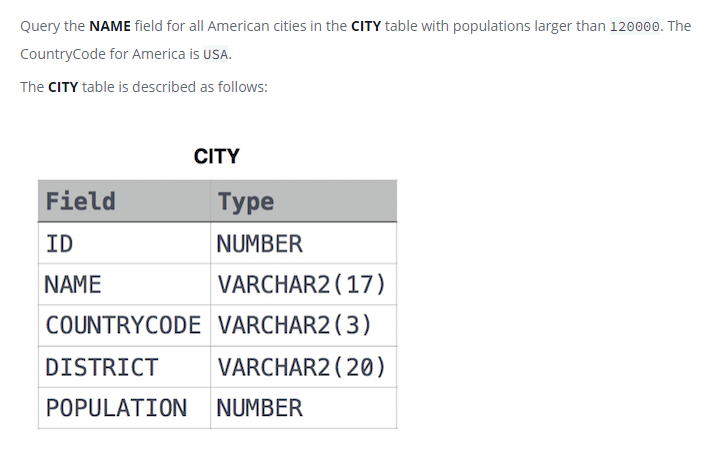 Query the NAME field for all American cities in the CITY table with populations larger than 120000. The
CountryCode for America is USA.
The CITY table is described as follows:
CITY
Field Type
ID NUMBER
NAME VARCHAR2(17)
COUNTRYCODE VARCHAR2(3)
DISTRICT VARCHAR2(20)
POPULATION NUMBER